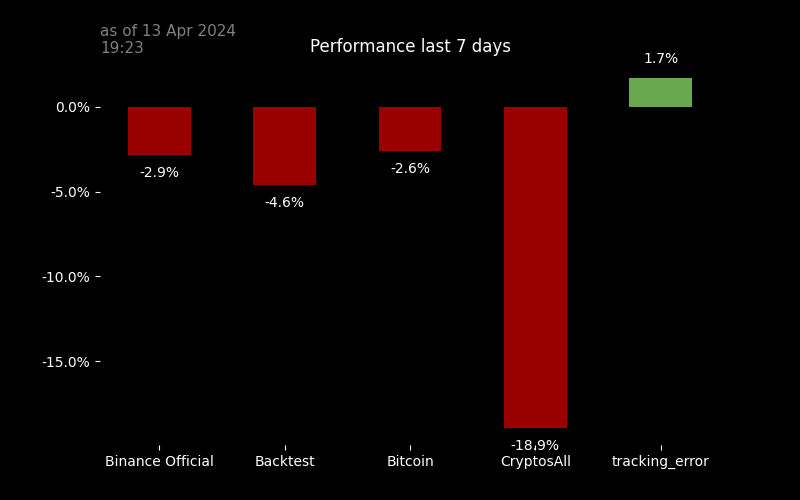 as of 13 Apr 2024
19:23
Performance last 7 days
1.7%
0.0%
-2.9%
-4.6%
-2.6%
-5.0%
-10.0%
-15.0%
-18.9%
Binance Official
Backtest
Bitcoin
CryptosAll
tracking_error